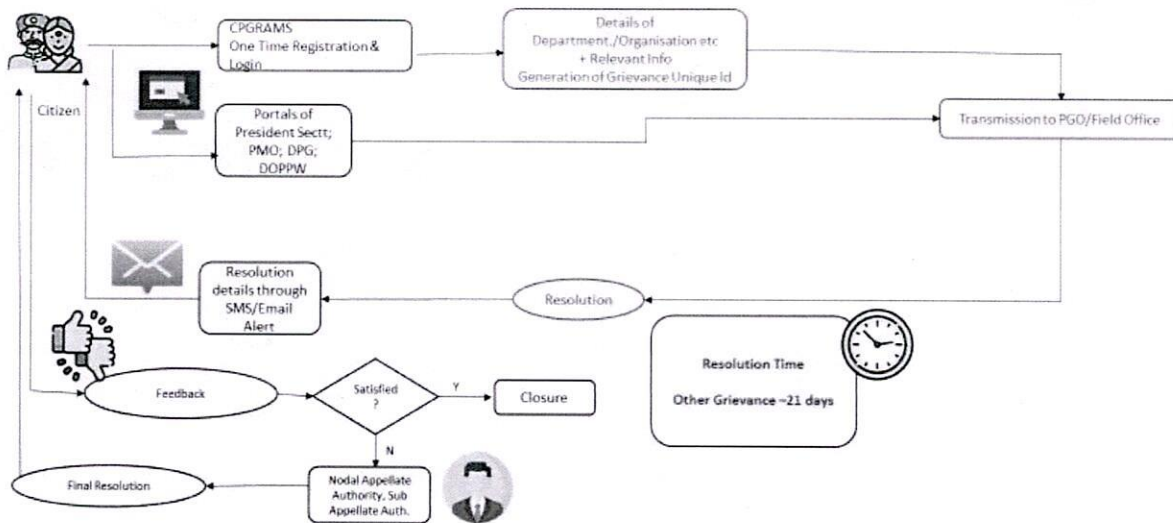 CPGRAMS
One Time Registration &
Login
Details of
Department./Organisation etc
+ Relevant Info
Generation of Grievance Unique Id
Citizen
Portals of
President Sectt;
PMO; DPG;
DOPPW
Transmission to PGO/Field Office
Resolution
details through
SMS/Email
Alert
Resolution
Resolution Time
Other Grievance –21 days
Feedback
Satisfied
?
Y
Closure
N
Nodal Appellate
Authority, Sub
Appellate Auth.
Final Resolution